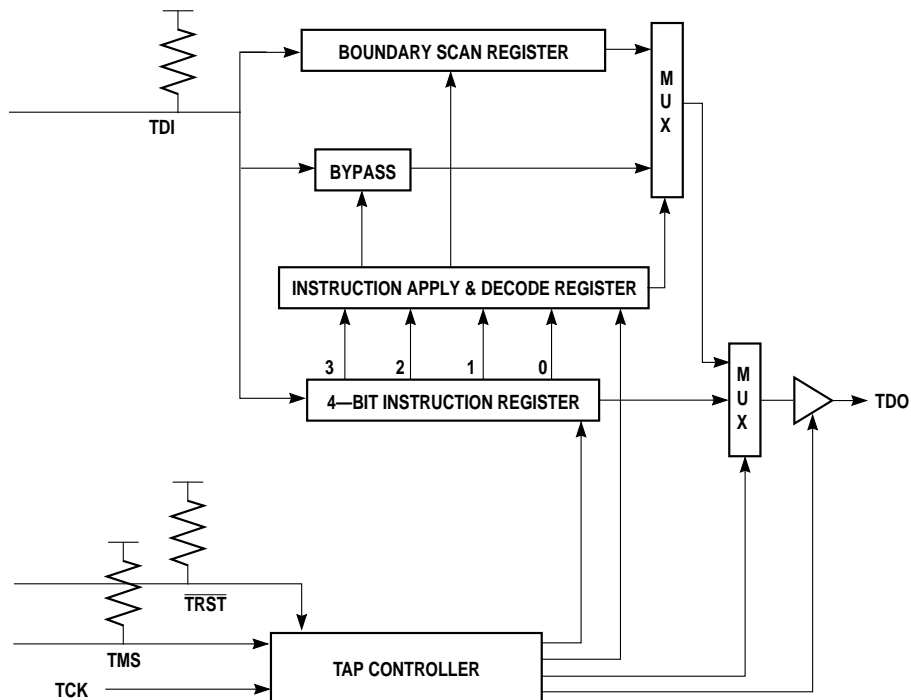 BOUNDARY SCAN REGISTER
M
U
X
TDI
BYPASS
INSTRUCTION APPLY & DECODE REGISTER
3 2 1 0
4—BIT INSTRUCTION REGISTER
M
U
X
TDO
TRST
TMS
TAP CONTROLLER
TCK